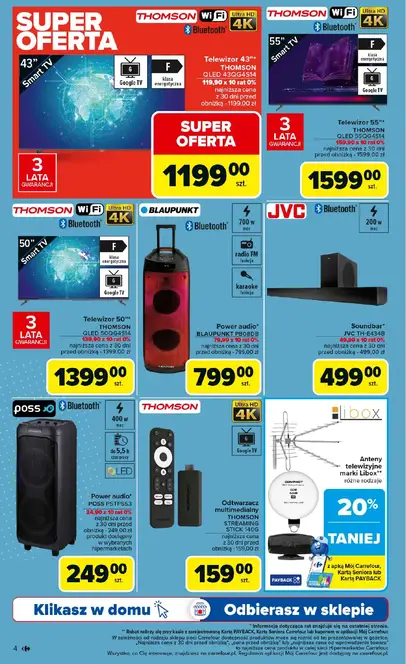 SUPER
OFERTA
THOMSON WiFi Ultra HD 4K
Bluetooth®
43"
Smart TV
G
Google TV
F
klasa
energetyczna
Telewizor 43"*
THOMSON
QLED 43QG4S14
119,90 x 10 rat 0%
najniższa cena
z 30 dni przed
obniżką - 1199,00 zł
3
LATA
GWARANCJI
SUPER
OFERTA
1199 00
szt.
THOMSON WiFi
Bluetooth® Ultra HD 4K
55"
Smart TV
G
Google TV
F
klasa
energetyczna
Telewizor 55"*
THOMSON
QLED 55QG4S14
159,90 x 10 rat 0%
najniższa cena
z 30 dni przed
obniżką - 1599,00 zł
3
LATA
GWARANCJI
1599 00
szt.
THOMSON WiFi Ultra HD 4K
Bluetooth®
50"
Smart TV
G
Google TV
F
klasa
energetyczna
Telewizor 50"*
THOMSON
QLED 50QG4S14
139,90 x 10 rat 0%
najniższa cena z 30 dni
przed obniżką - 1399,00 zł
3
LATA
GWARANCJI
1399 00
szt.
BLAUPUNKT
Bluetooth®
700 w
moc
radio FM
funkcja
karaoke
funkcja
Power audio*
BLAUPUNKT PB08DB
79,90 x 10 rat 0%
najniższa cena z 30 dni
przed obniżką - 799,00 zł
799 00
szt.
JVC
Bluetooth®
200 w
moc
Soundbar*
JVC TH-E434B
49,90 x 10 rat 0%
najniższa cena z 30 dni
przed obniżką - 499,00 zł
499 00
szt.
POSS Bluetooth®
400 w
moc
do 5,5 h
LED
Power audio*
POSS PSTP553
24,90 x 10 rat 0%
najniższa cena
z 30 dni przed
obniżką - 249,00 zł
produkt dostępny
w wybranych
hipermarketach
249 00
szt.
THOMSON Ultra HD 4K
Odtwarzacz
multimedialny
THOMSON
STREAMING
STICK 140G
najniższa cena
z 30 dni przed
obniżką - 159,00 zł
159 00
szt.
libox
Anteny
telewizyjne
marki Libox**
różne rodzaje
20%
TANIEJ
z apką Mój Carrefour,
Kartą Seniora lub
Kartą PAYBACK
PAYBACK
Klikasz w domu
Odbierasz w sklepie
4